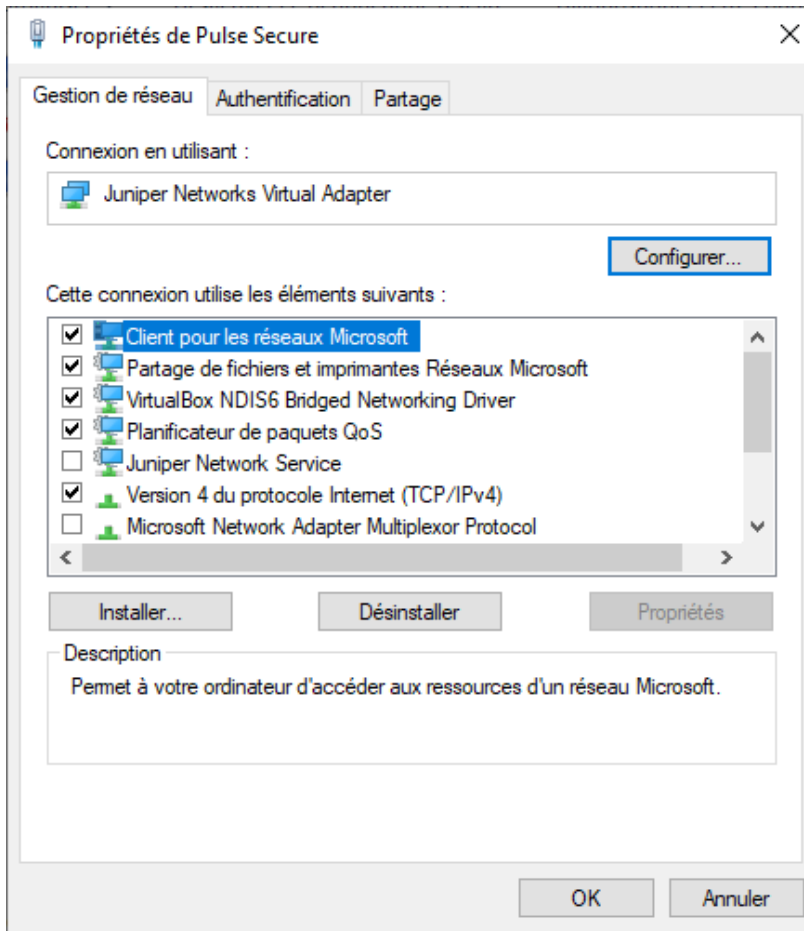 Propriétés de Pulse Secure
Gestion de réseau
Authentification
Partage
Connexion en utilisant :
Juniper Networks Virtual Adapter
Configurer...
Cette connexion utilise les éléments suivants :
Client pour les réseaux Microsoft
Partage de fichiers et imprimantes Réseaux Microsoft
VirtualBox NDIS6 Bridged Networking Driver
Planificateur de paquets QoS
Juniper Network Service
Version 4 du protocole Internet (TCP/IPv4)
Microsoft Network Adapter Multiplexor Protocol
Installer...
Désinstaller
Propriétés
Description
Permet à votre ordinateur d'accéder aux ressources d'un réseau Microsoft.
OK
Annuler